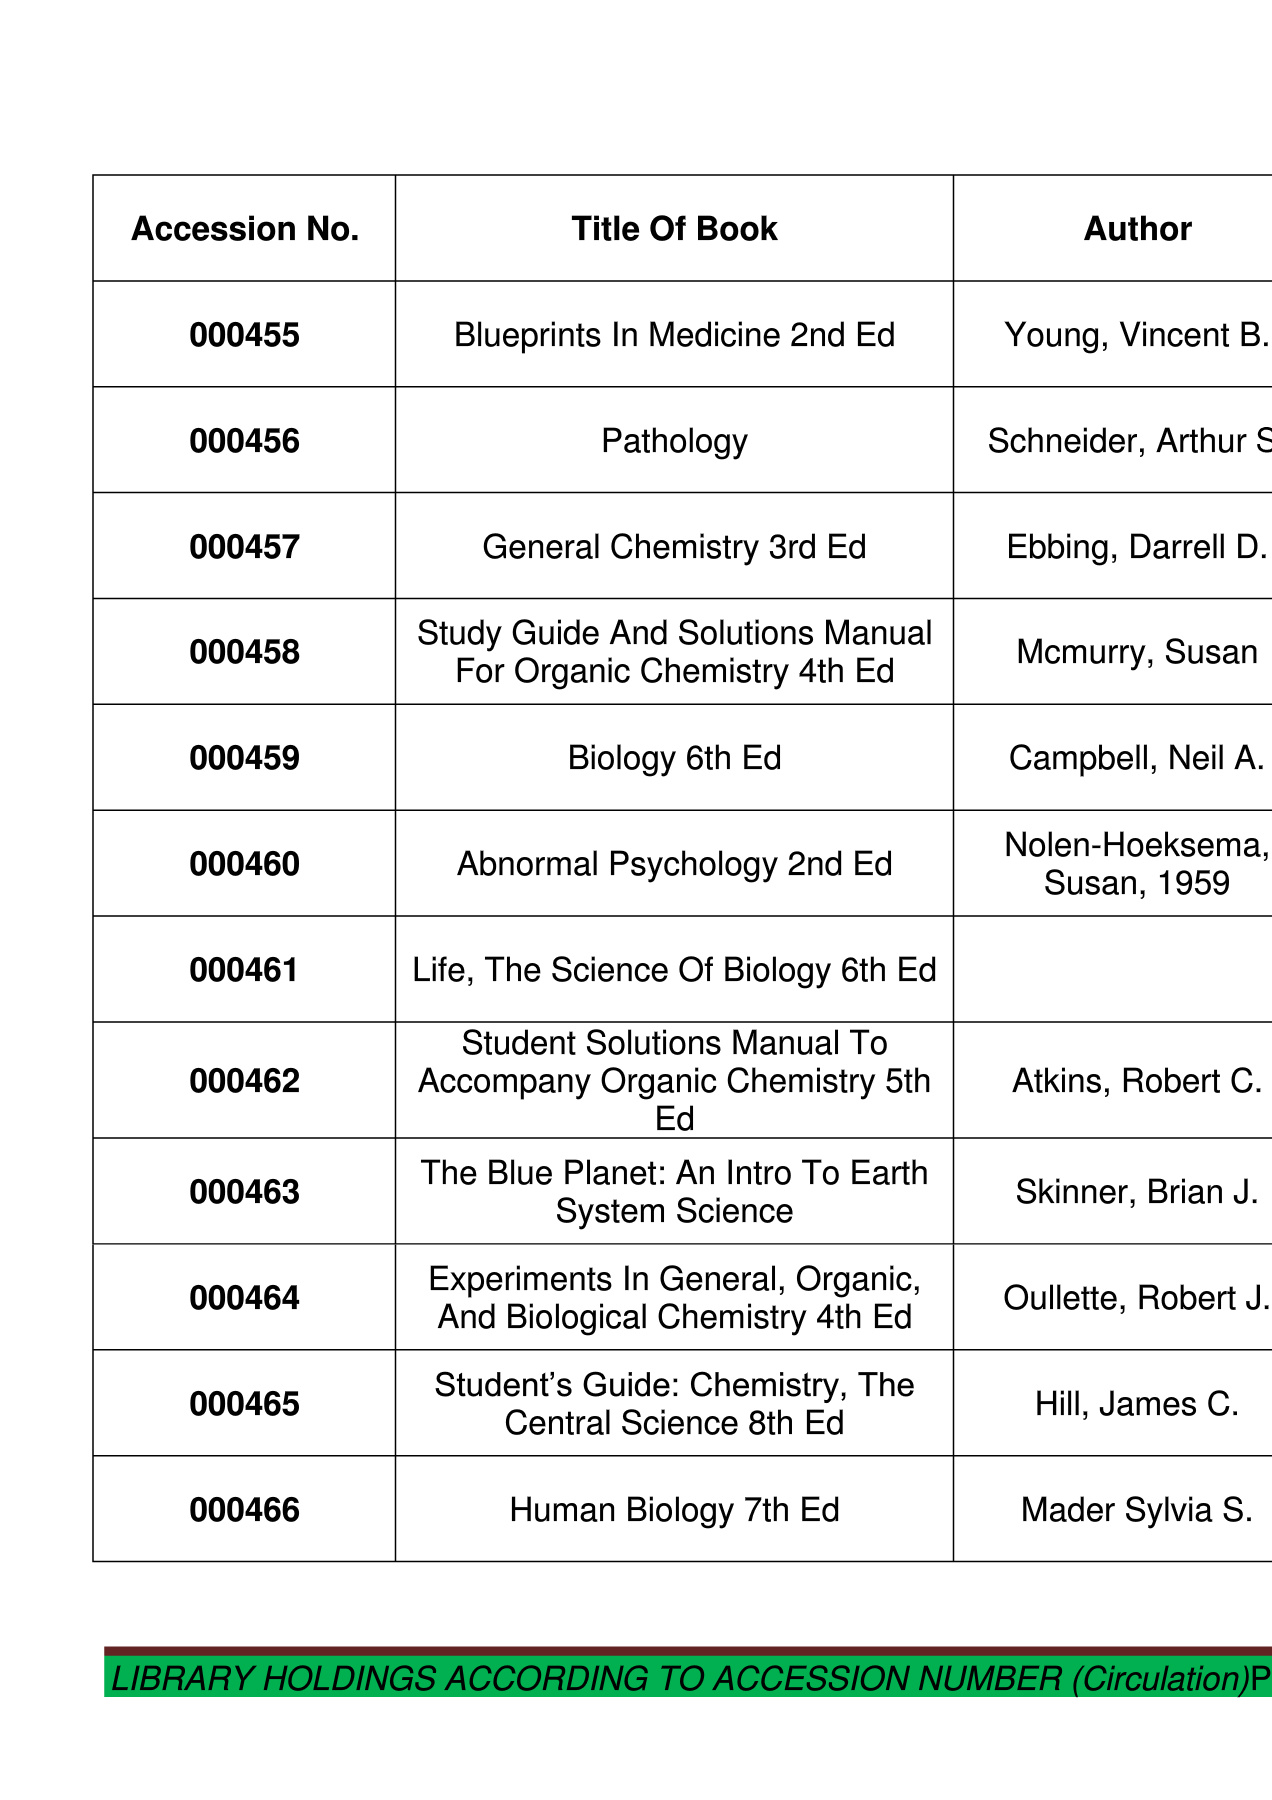 Accession No. Title Of Book Author
000455 Blueprints In Medicine 2nd Ed Young, Vincent B.
000456 Pathology Schneider, Arthur S
000457 General Chemistry 3rd Ed Ebbing, Darrell D.
000458 Study Guide And Solutions Manual
For Organic Chemistry 4th Ed Mcmurry, Susan
000459 Biology 6th Ed Campbell, Neil A.
000460 Abnormal Psychology 2nd Ed Nolen-Hoeksema,
Susan, 1959
000461 Life, The Science Of Biology 6th Ed
000462 Student Solutions Manual To
Accompany Organic Chemistry 5th
Ed Atkins, Robert C.
000463 The Blue Planet: An Intro To Earth
System Science Skinner, Brian J.
000464 Experiments In General, Organic,
And Biological Chemistry 4th Ed Oullette, Robert J.
000465 Student’s Guide: Chemistry, The
Central Science 8th Ed Hill, James C.
000466 Human Biology 7th Ed Mader Sylvia S.
LIBRARY HOLDINGS ACCORDING TO ACCESSION NUMBER (Circulation)P